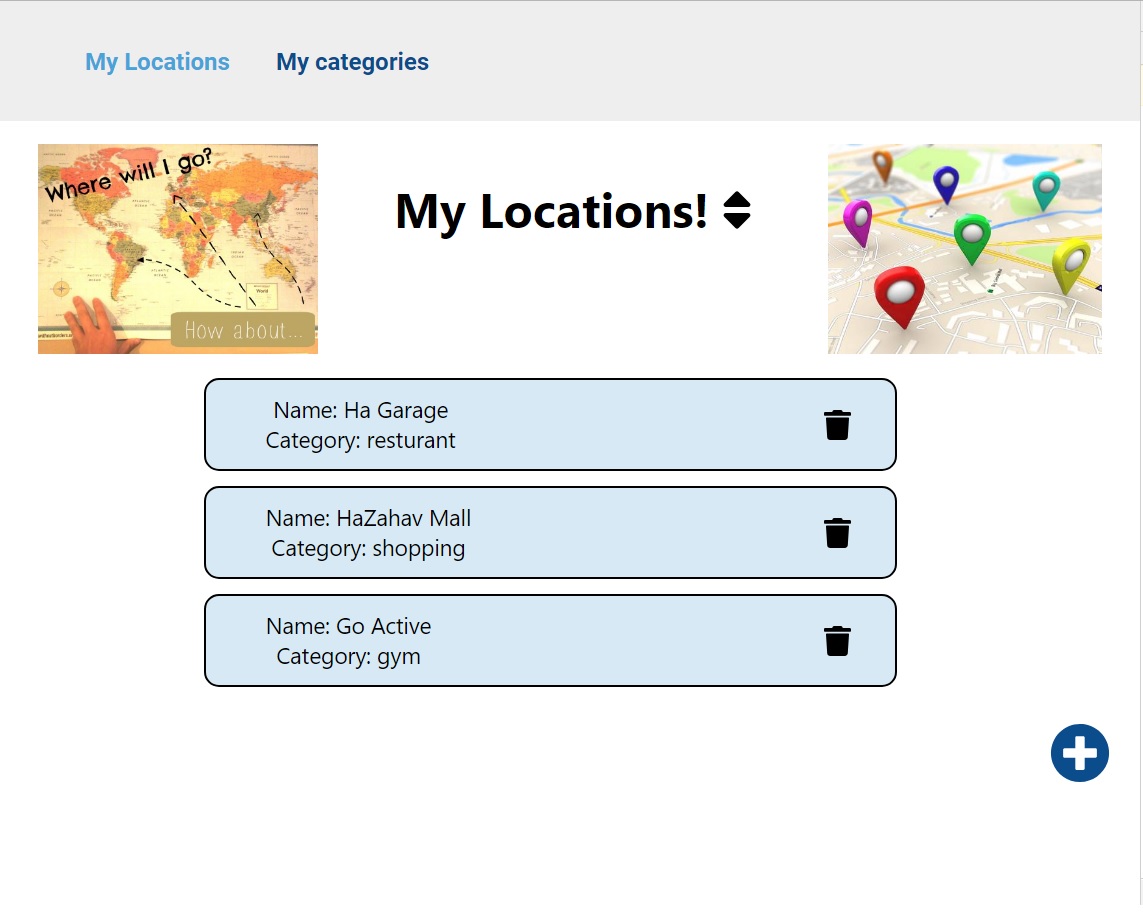 My Locations
My categories
Where will I go?
How about...
My Locations!
Name: Ha Garage
Category: resturant
Name: HaZahav Mall
Category: shopping
Name: Go Active
Category: gym